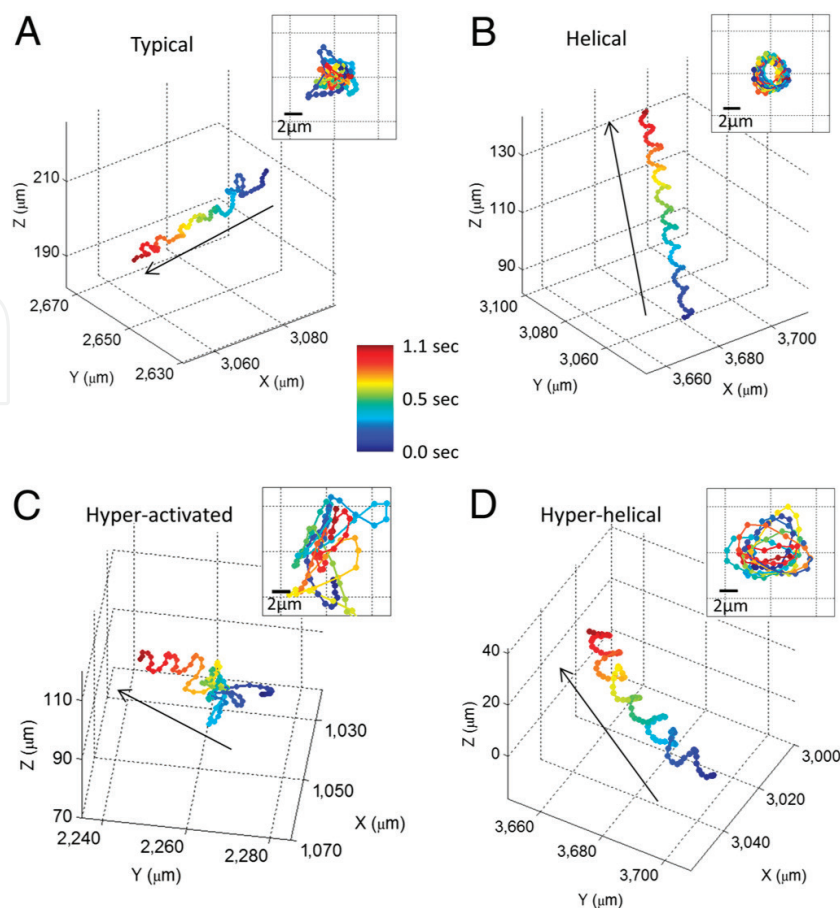 A
Typical
2μm
Z (μm)
210
190
2,670
2,650
2,630
Y (μm)
3,060
3,080
X (μm)
B
Helical
2μm
Z (μm)
130
110
90
3,100
3,080
3,060
Y (μm)
3,660
3,680
3,700
X (μm)
1.1 sec
0.5 sec
0.0 sec
C
Hyper-activated
2μm
Z (μm)
110
90
70
2,240
2,260
2,280
Y (μm)
1,030
1,050
1,070
X (μm)
D
Hyper-helical
2μm
Z (μm)
40
20
0
3,660
3,680
3,700
Y (μm)
3,000
3,020
3,040
X (μm)